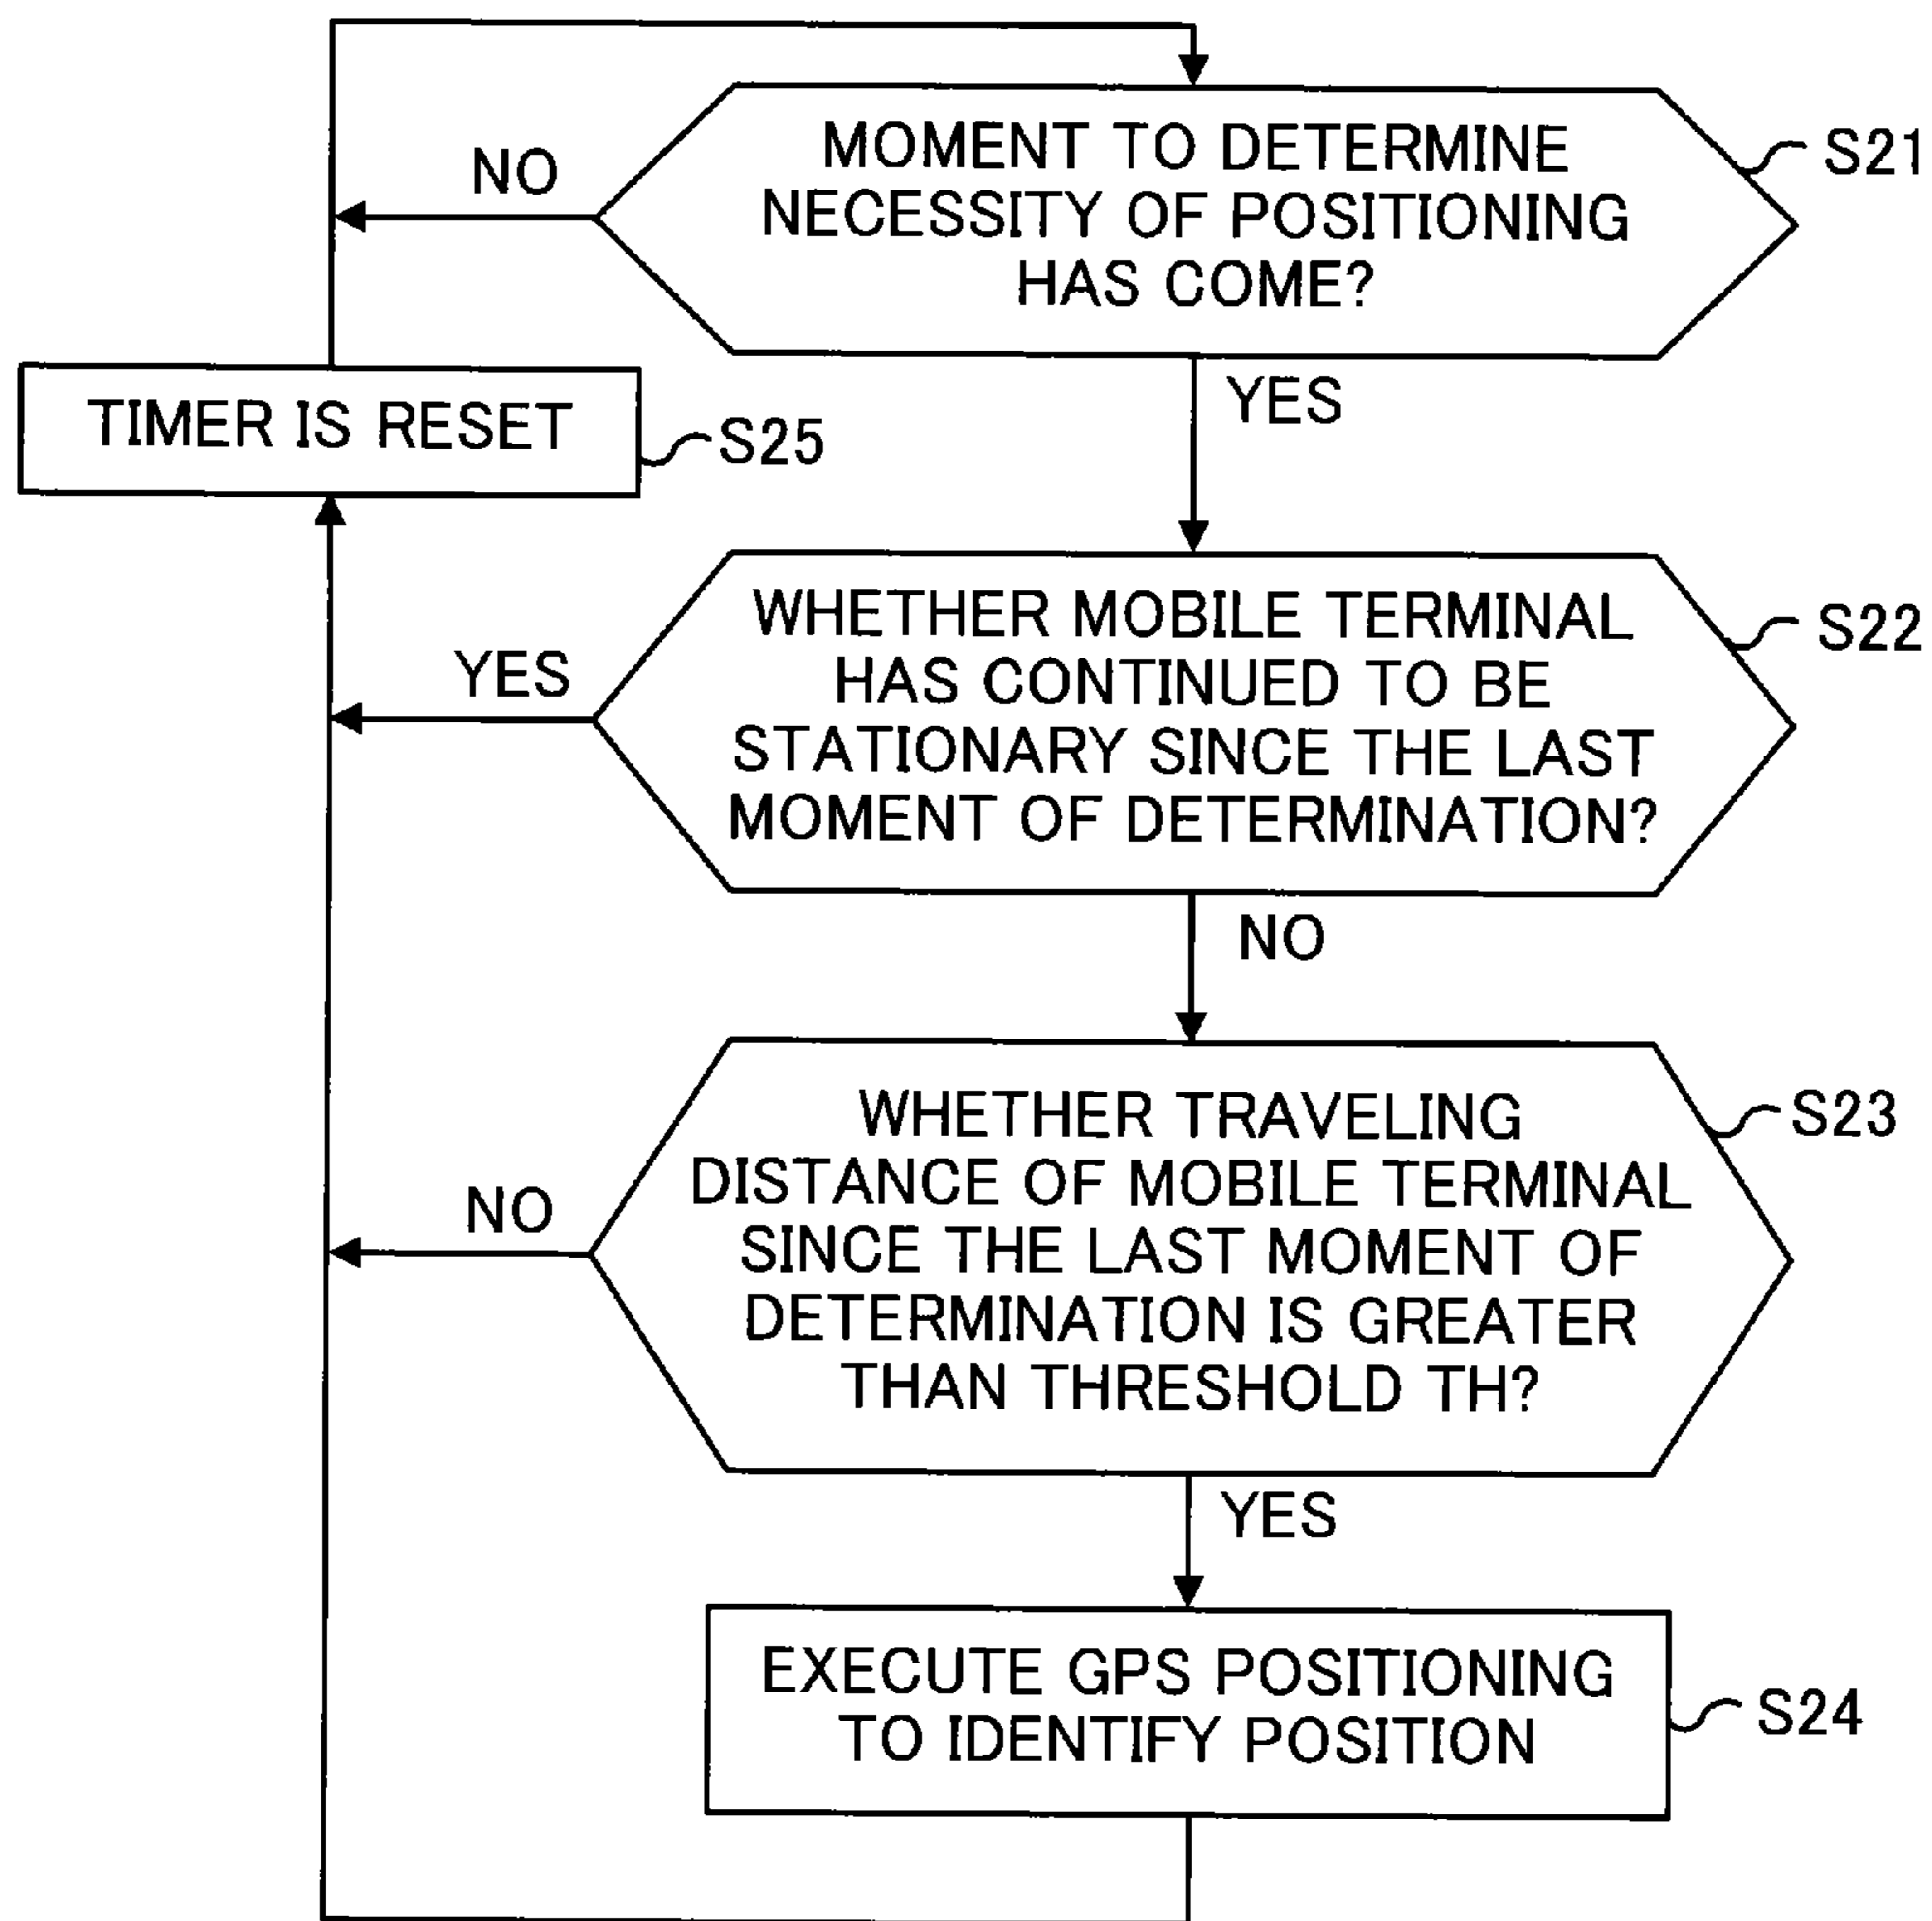 MOMENT TO DETERMINE
NECESSITY OF POSITIONING
HAS COME?
S21
NO
YES
TIMER IS RESET
S25
WHETHER MOBILE TERMINAL
HAS CONTINUED TO BE
STATIONARY SINCE THE LAST
MOMENT OF DETERMINATION?
S22
YES
NO
WHETHER TRAVELING
DISTANCE OF MOBILE TERMINAL
SINCE THE LAST MOMENT OF
DETERMINATION IS GREATER
THAN THRESHOLD TH?
S23
NO
YES
EXECUTE GPS POSITIONING
TO IDENTIFY POSITION
S24